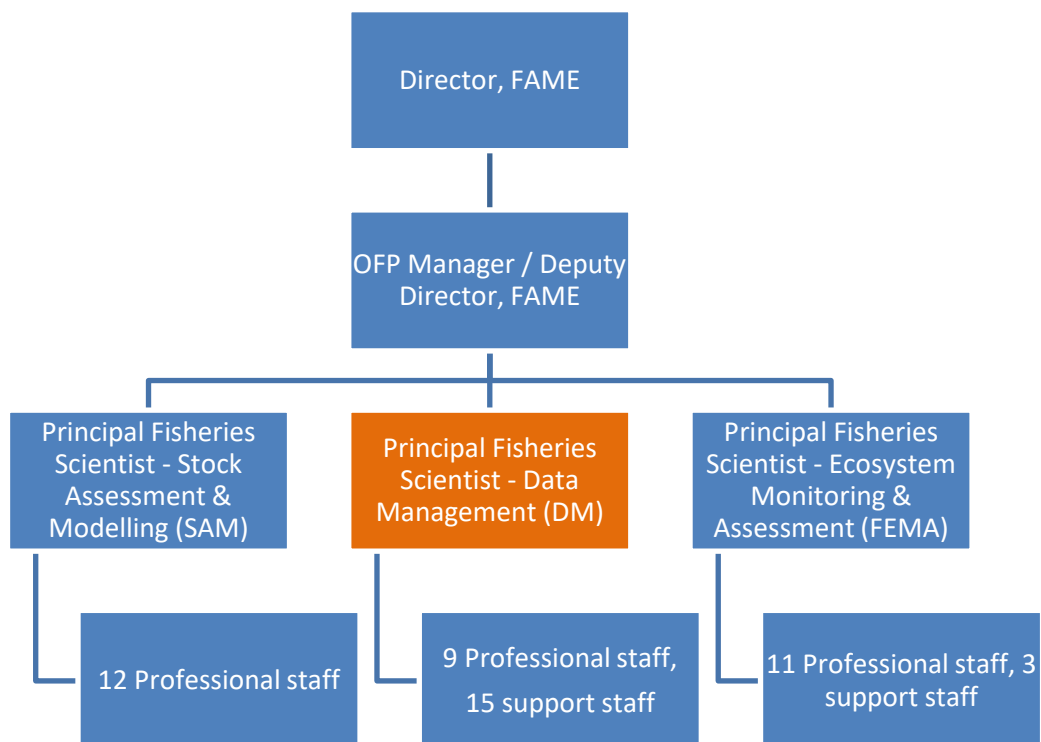 Director, FAME
OFP Manager / Deputy
Director, FAME
Principal Fisheries
Scientist - Stock
Assessment &
Modelling (SAM)
Principal Fisheries
Scientist - Data
Management (DM)
Principal Fisheries
Scientist - Ecosystem
Monitoring &
Assessment (FEMA)
12 Professional staff
9 Professional staff,
15 support staff
11 Professional staff, 3
support staff